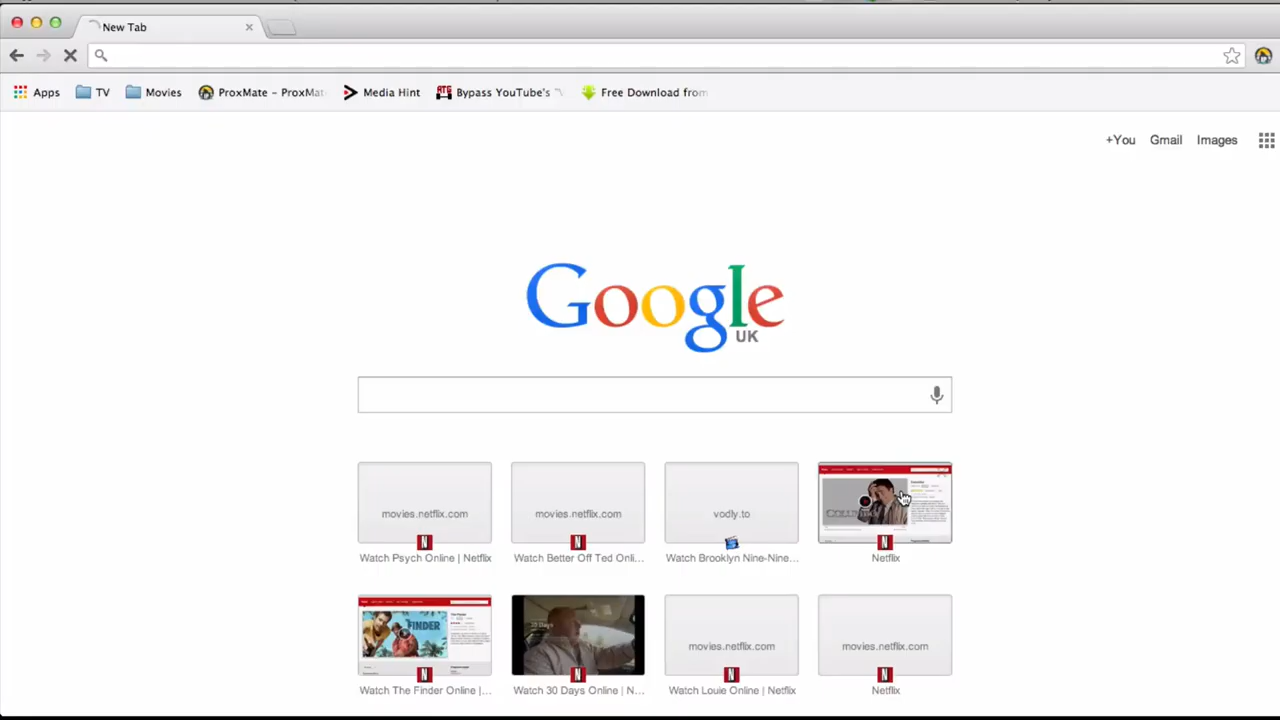 New Tab
Apps TV Movies ProxMate - ProxMat Media Hint Bypass YouTube's Free Download from
+You Gmail Images
Google
UK
movies.netflix.com movies.netflix.com vodly.to
Watch Psych Online | Netflix Watch Better Off Ted Onli... Watch Brooklyn Nine-Nine... Netflix
FINDER
30 Days
movies.netflix.com movies.netflix.com
Watch The Finder Online |... Watch 30 Days Online | N... Watch Louie Online | Netflix Netflix